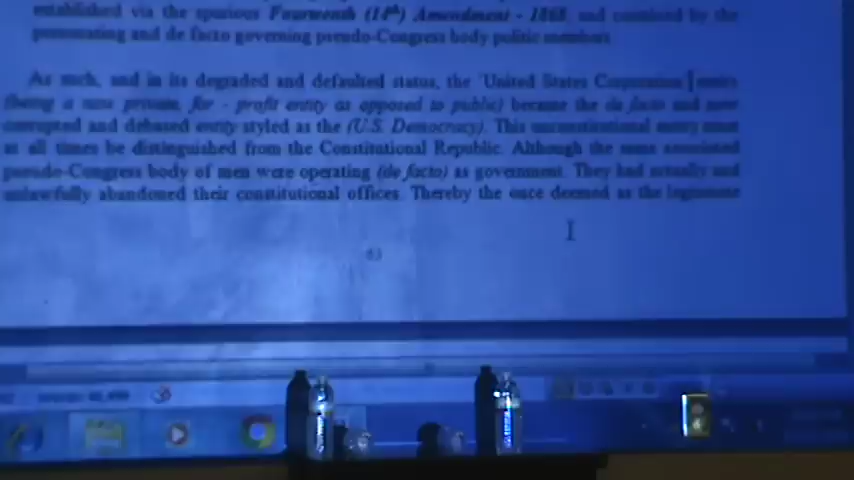 established via the spurious Fourteenth (14th) Amendment - 1868, and continued by the
and de facto governing pseudo-Congress body politic members
As such, and in its degraded and defaulted status, the "United States Corporation"
(being a private, for - profit entity as opposed to public) became the de facto and now
corrupted and debased entity styled as the (U.S. Democracy). This unconstitutional entity must
at all times be distinguished from the Constitutional Republic. Although the same
pseudo-Congress body of men were operating (de facto) as government. They had actually and
unlawfully abandoned their constitutional offices. Thereby the once deemed as the legitimate
63